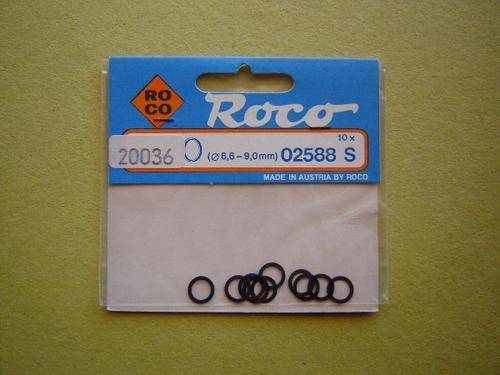 RO
CO
Roco
10 x
20036
(Ø 6,6 – 9,0 mm) 02588 S
MADE IN AUSTRIA BY ROCO